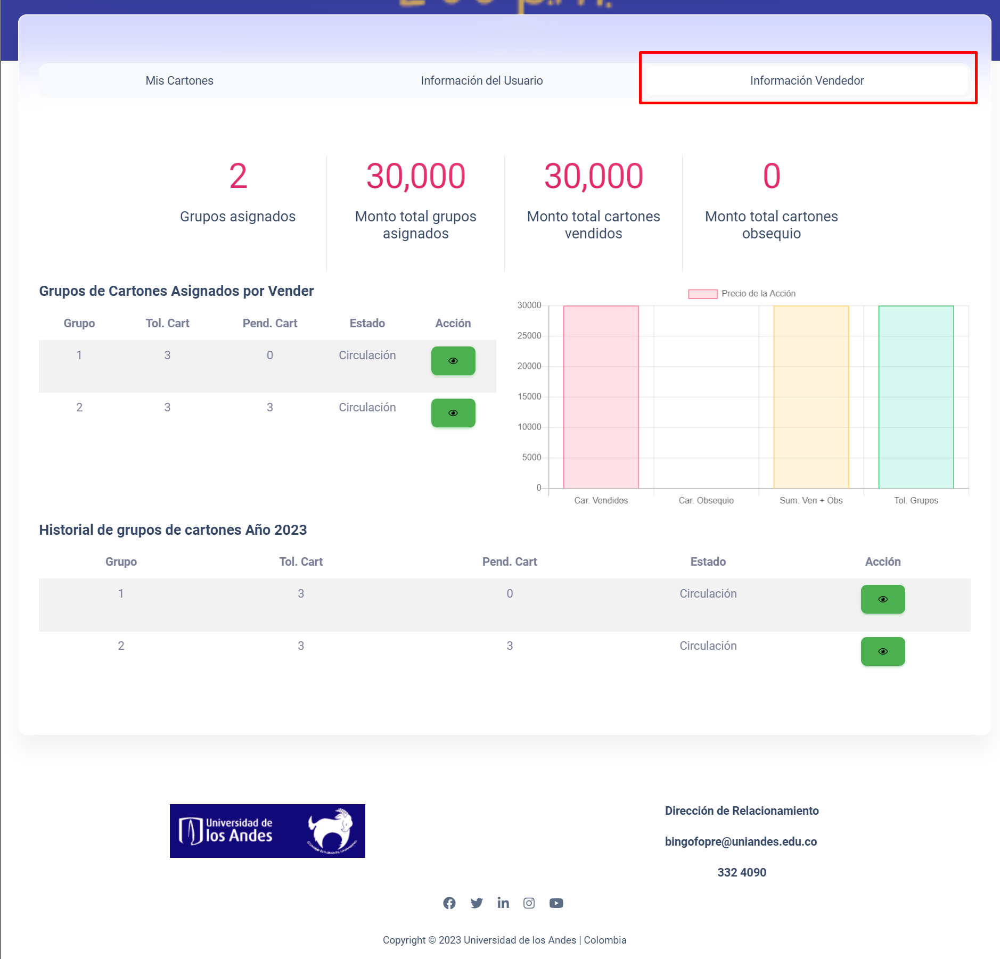 Mis Cartones
Información del Usuario
Información Vendedor
2
Grupos asignados
30,000
Monto total grupos
asignados
30,000
Monto total cartones
vendidos
0
Monto total cartones
obsequio
Grupos de Cartones Asignados por Vender
Grupo Tol. Cart Pend. Cart Estado Acción
1 3 0 Circulación
2 3 3 Circulación
Precio de la Acción
30000
25000
20000
15000
10000
5000
0
Car. Vendidos Car. Obsequio Sum. Ven + Obs Tol. Grupos
Historial de grupos de cartones Año 2023
Grupo Tol. Cart Pend. Cart Estado Acción
1 3 0 Circulación
2 3 3 Circulación
Universidad de
los Andes
Dirección de Relacionamiento
bingofopre@uniandes.edu.co
332 4090
Copyright © 2023 Universidad de los Andes | Colombia